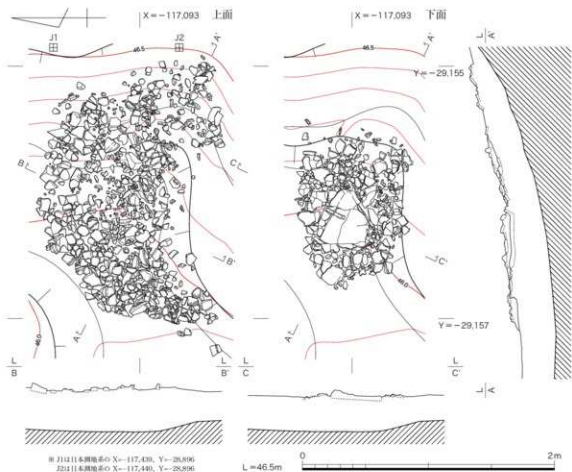 X＝−117,093 上面
X＝−117,093 下面
J1
J2
A'
46.5
46.5
A'
L
A'
Y＝−29,155
B
C
B'
C'
46.0
46.0
A
A
Y＝−29,157
L
B
L
B'
L
C
L
C'
L
A
※ J1は日本測地系の X=-117,439, Y=-28,896
J2は日本測地系の X=-117,440, Y=-28,896
L＝46.5m
0
2m